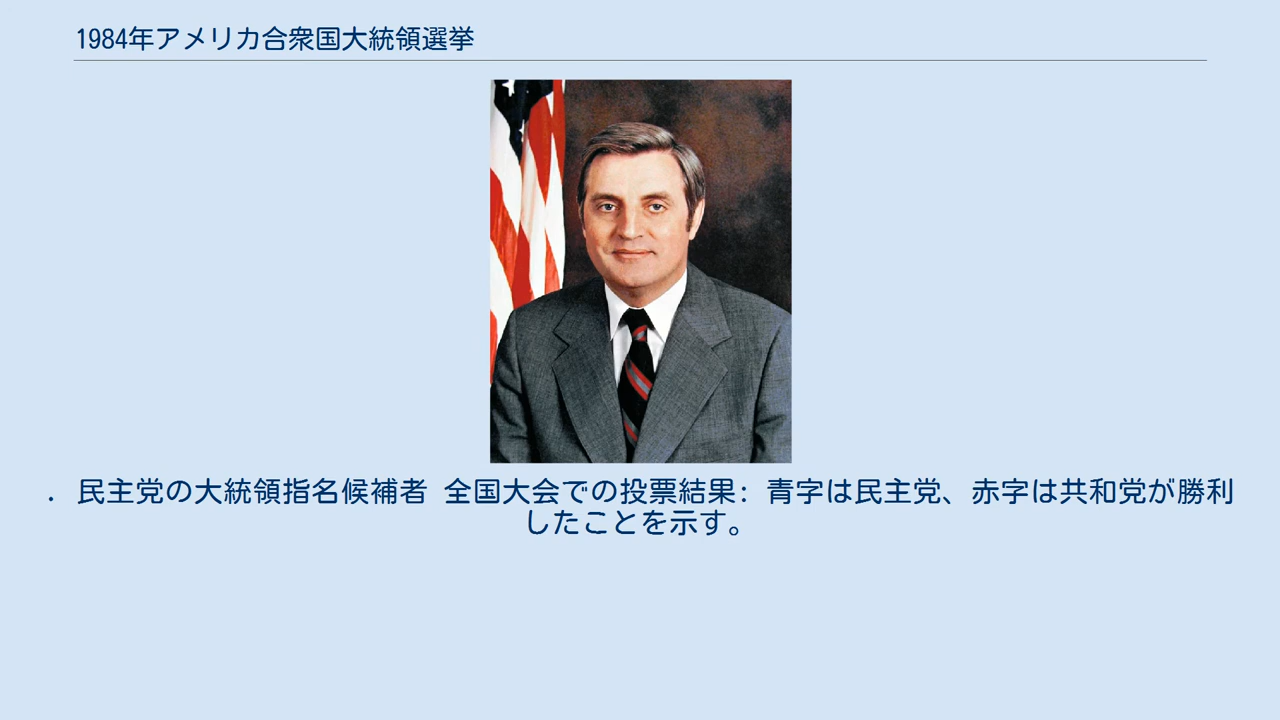 1984年アメリカ合衆国大統領選挙
. 民主党の大統領指名候補者 全国大会での投票結果: 青字は民主党、赤字は共和党が勝利
したことを示す。